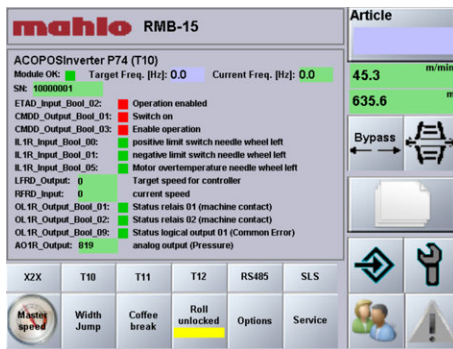 mahlo RMB-15
Article
ACOPOSInverter P74 (T10)
Module OK: Target Freq. [Hz]: 0.0 Current Freq. [Hz]: 0.0
SN: 10000001
ETAD_Input_Bool_02: Operation enabled
CMDD_Output_Bool_01: Switch on
CMDD_Output_Bool_03: Enable operation
IL1R_Input_Bool_00: positive limit switch needle wheel left
IL1R_Input_Bool_01: negative limit switch needle wheel left
IL1R_Input_Bool_05: Motor overtemperature needle wheel left
LFRD_Output: 0 Target speed for controller
RFRD_Input: 0 current speed
OL1R_Output_Bool_01: Status relais 01 (machine contact)
OL1R_Output_Bool_02: Status relais 02 (machine contact)
OL1R_Output_Bool_09: Status logical output 01 (Common Error)
AO1R_Output: 819 analog output (Pressure)
45.3 m/min
635.6 m
Bypass
X2X T10 T11 T12 RS485 SLS
Master speed
Width Jump
Coffee break
Roll unlocked
Options
Service